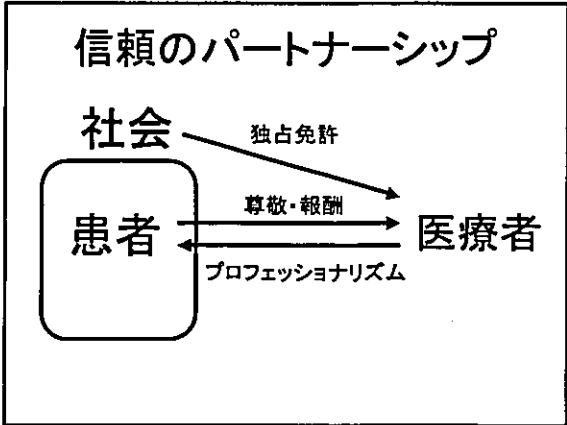 信頼のパートナーシップ
社会
独占免許
尊敬・報酬
患者
医療者
プロフェッショナリズム